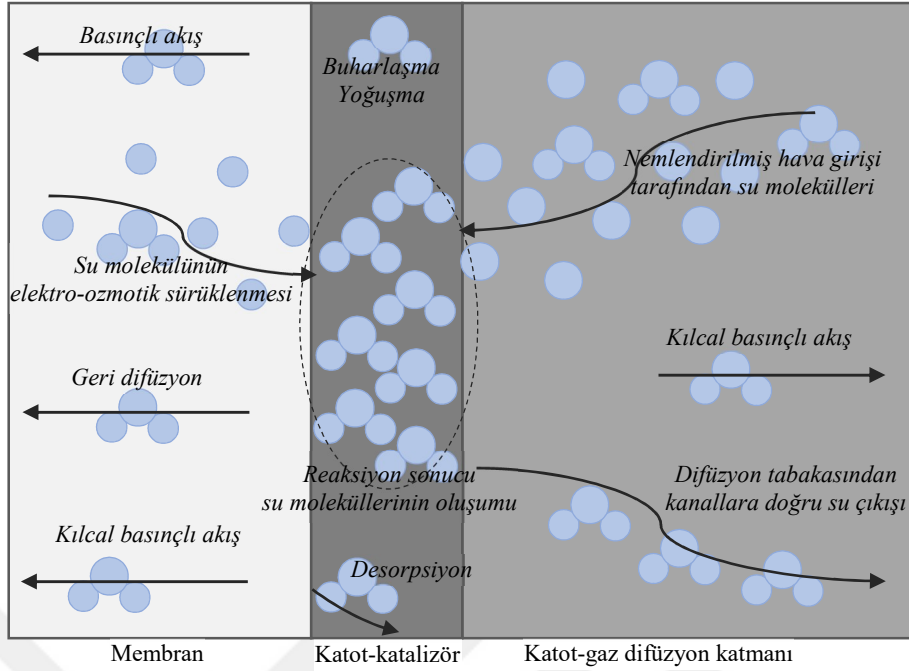 Basınçlı akış
Buharlaşma
Yoğuşma
Nemlendirilmiş hava girişi
tarafından su molekülleri
Su molekülünün
elektro-ozmotik sürüklenmesi
Kılcal basınçlı akış
Geri difüzyon
Reaksiyon sonucu
su moleküllerinin oluşumu
Difüzyon tabakasından
kanallara doğru su çıkışı
Kılcal basınçlı akış
Desorpsiyon
Membran
Katot-katalizör
Katot-gaz difüzyon katmanı